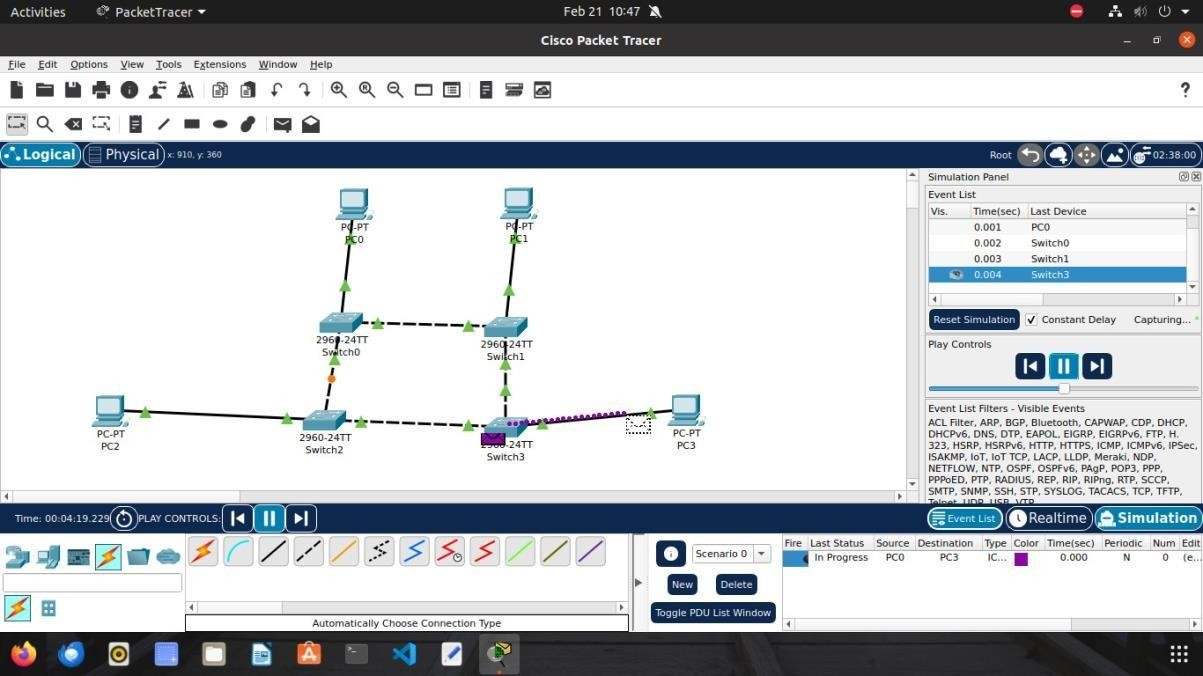 Activities PacketTracer Feb 21 10:47
Cisco Packet Tracer
File Edit Options View Tools Extensions Window Help
?
Logical Physical x: 910, y: 360 Root 02:38:00
Simulation Panel
Event List
Vis. Time(sec) Last Device
0.001 PC0
0.002 Switch0
0.003 Switch1
0.004 Switch3
Reset Simulation Constant Delay Capturing...
Play Controls
Event List Filters - Visible Events
ACL Filter, ARP, BGP, Bluetooth, CAPWAP, CDP, DHCP,
DHCPv6, DNS, DTP, EAPOL, EIGRP, EIGRPv6, FTP, H.
323, HSRP, HSRPv6, HTTP, HTTPS, ICMP, ICMPv6, IPSec,
ISAKMP, IoT, IoT TCP, LACP, LLDP, Meraki, NDP,
NETFLOW, NTP, OSPF, OSPFv6, PAgP, POP3, PPP,
PPPoED, PTP, RADIUS, REP, RIP, RIPng, RTP, SCCP,
SMTP, SNMP, SSH, STP, SYSLOG, TACACS, TCP, TFTP,
Telnet, UDP, USB, VTP
PC-PT
PC0
PC-PT
PC1
2960-24TT
Switch0
2960-24TT
Switch1
PC-PT
PC2
2960-24TT
Switch2
2960-24TT
Switch3
PC-PT
PC3
Time: 00:04:19.229 PLAY CONTROLS:
Event List Realtime Simulation
Scenario 0
New Delete
Toggle PDU List Window
Fire Last Status Source Destination Type Color Time(sec) Periodic Num Edit
In Progress PC0 PC3 IC... 0.000 N 0 (e...
Automatically Choose Connection Type